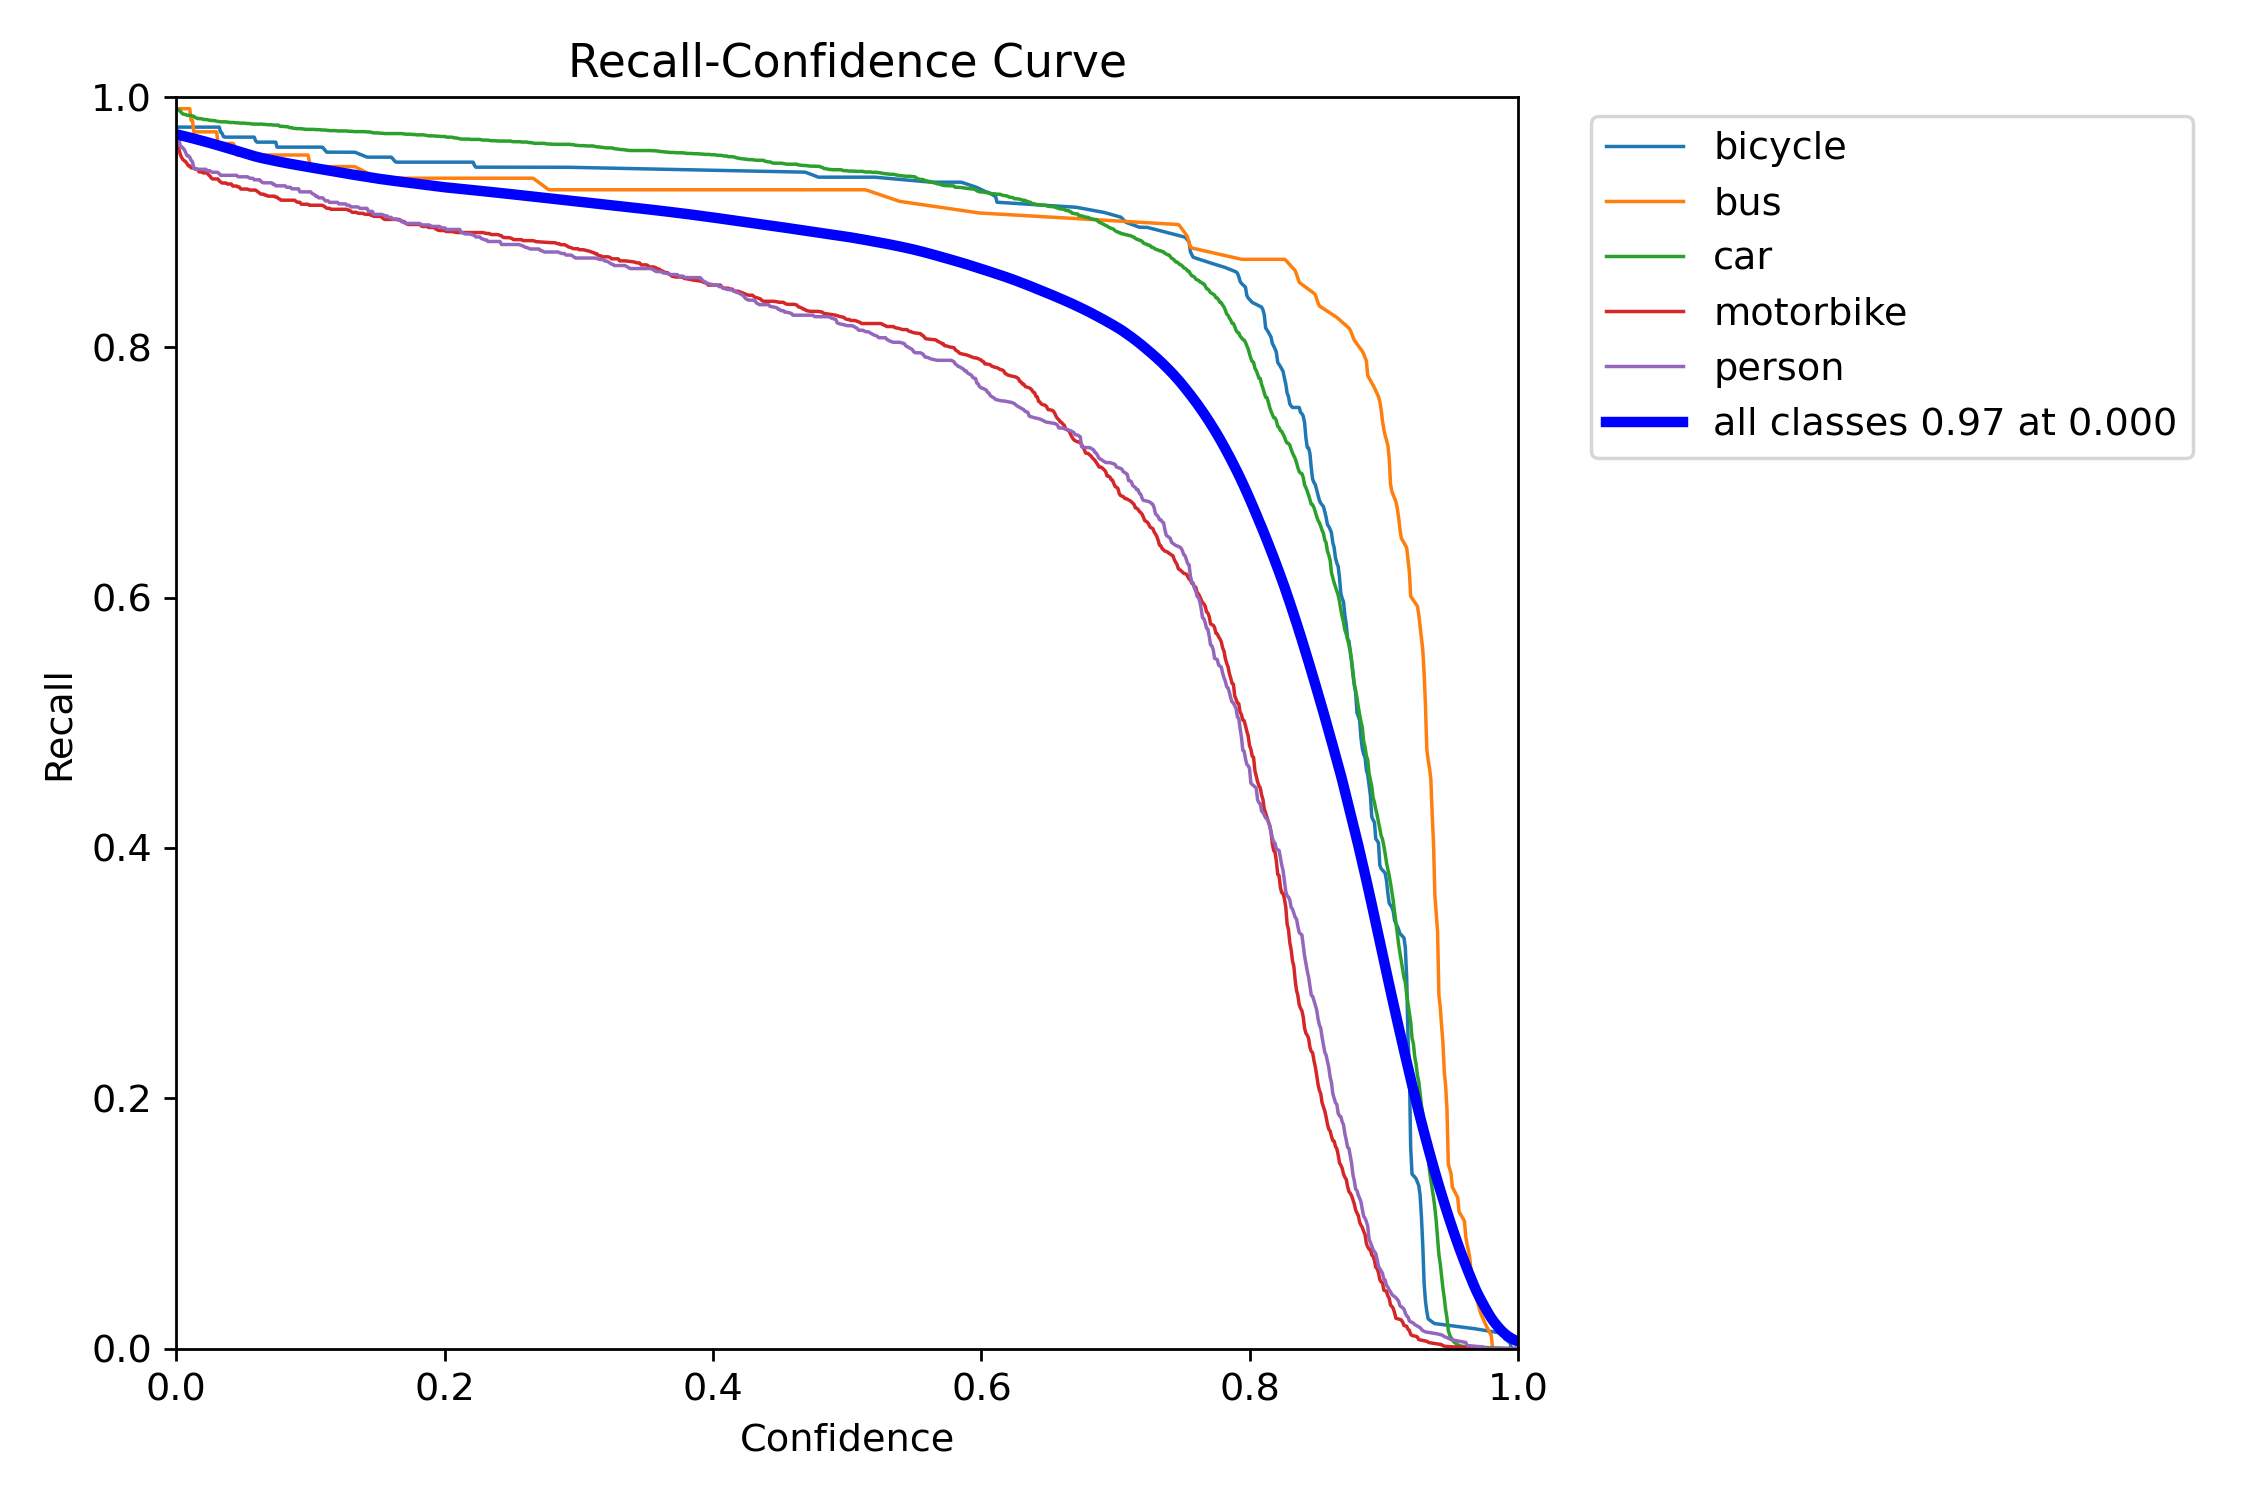 Recall-Confidence Curve
1.0
0.8
0.6
0.4
0.2
0.0
Recall
0.0 0.2 0.4 0.6 0.8 1.0
Confidence
bicycle
bus
car
motorbike
person
all classes 0.97 at 0.000